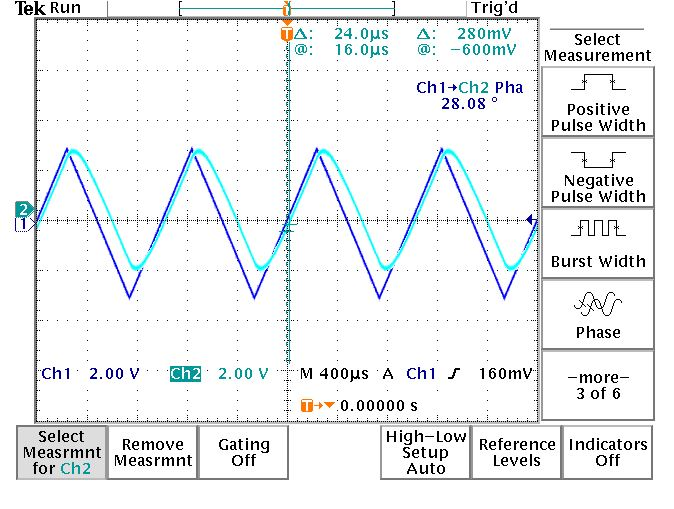 Tek Run Trig'd
T
T Δ: 24.0μs Δ: 280mV
@: 16.0μs @: −600mV
Ch1→Ch2 Pha
28.08 °
2
1
Ch1 2.00 V Ch2 2.00 V M 400μs A Ch1 160mV
T 0.00000 s
Select
Measurement
Positive
Pulse Width
Negative
Pulse Width
Burst Width
Phase
−more−
3 of 6
Select
Measrmnt
for Ch2
Remove
Measrmnt
Gating
Off
High−Low
Setup
Auto
Reference
Levels
Indicators
Off